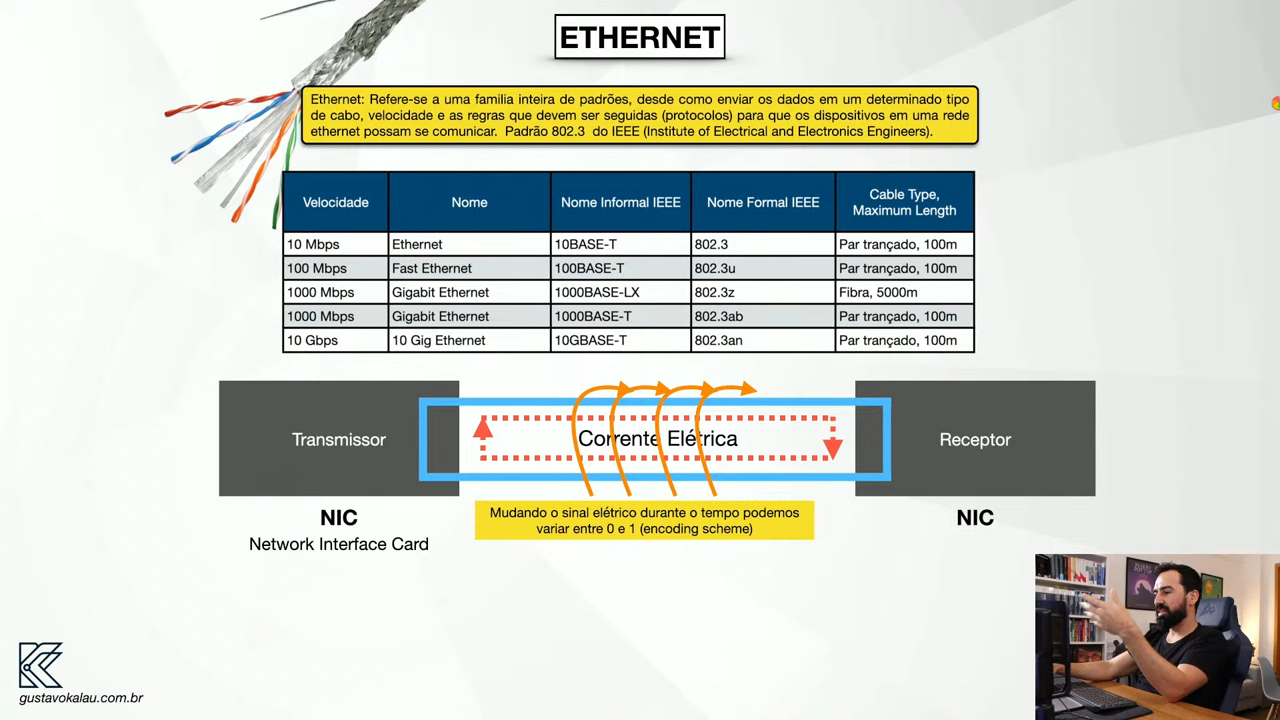 ETHERNET
Ethernet: Refere-se a uma familia inteira de padrões, desde como enviar os dados em um determinado tipo
de cabo, velocidade e as regras que devem ser seguidas (protocolos) para que os dispositivos em uma rede
ethernet possam se comunicar. Padrão 802.3 do IEEE (Institute of Electrical and Electronics Engineers).
Velocidade Nome Nome Informal IEEE Nome Formal IEEE Cable Type,
Maximum Length
10 Mbps Ethernet 10BASE-T 802.3 Par trançado, 100m
100 Mbps Fast Ethernet 100BASE-T 802.3u Par trançado, 100m
1000 Mbps Gigabit Ethernet 1000BASE-LX 802.3z Fibra, 5000m
1000 Mbps Gigabit Ethernet 1000BASE-T 802.3ab Par trançado, 100m
10 Gbps 10 Gig Ethernet 10GBASE-T 802.3an Par trançado, 100m
Transmissor Corrente Elétrica Receptor
Mudando o sinal elétrico durante o tempo podemos
variar entre 0 e 1 (encoding scheme)
NIC NIC
Network Interface Card
gustavokalau.com.br